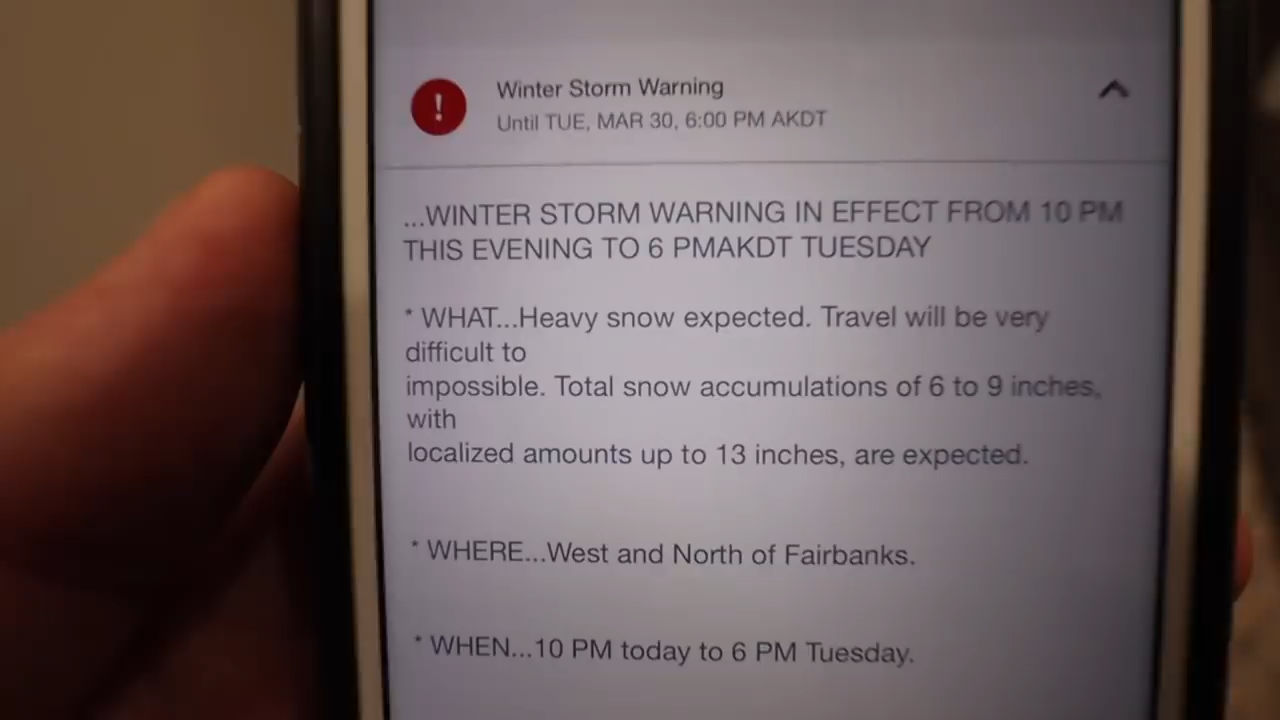 Winter Storm Warning
Until TUE, MAR 30, 6:00 PM AKDT
...WINTER STORM WARNING IN EFFECT FROM 10 PM
THIS EVENING TO 6 PMAKDT TUESDAY
* WHAT...Heavy snow expected. Travel will be very
difficult to
impossible. Total snow accumulations of 6 to 9 inches,
with
localized amounts up to 13 inches, are expected.
* WHERE...West and North of Fairbanks.
* WHEN...10 PM today to 6 PM Tuesday.